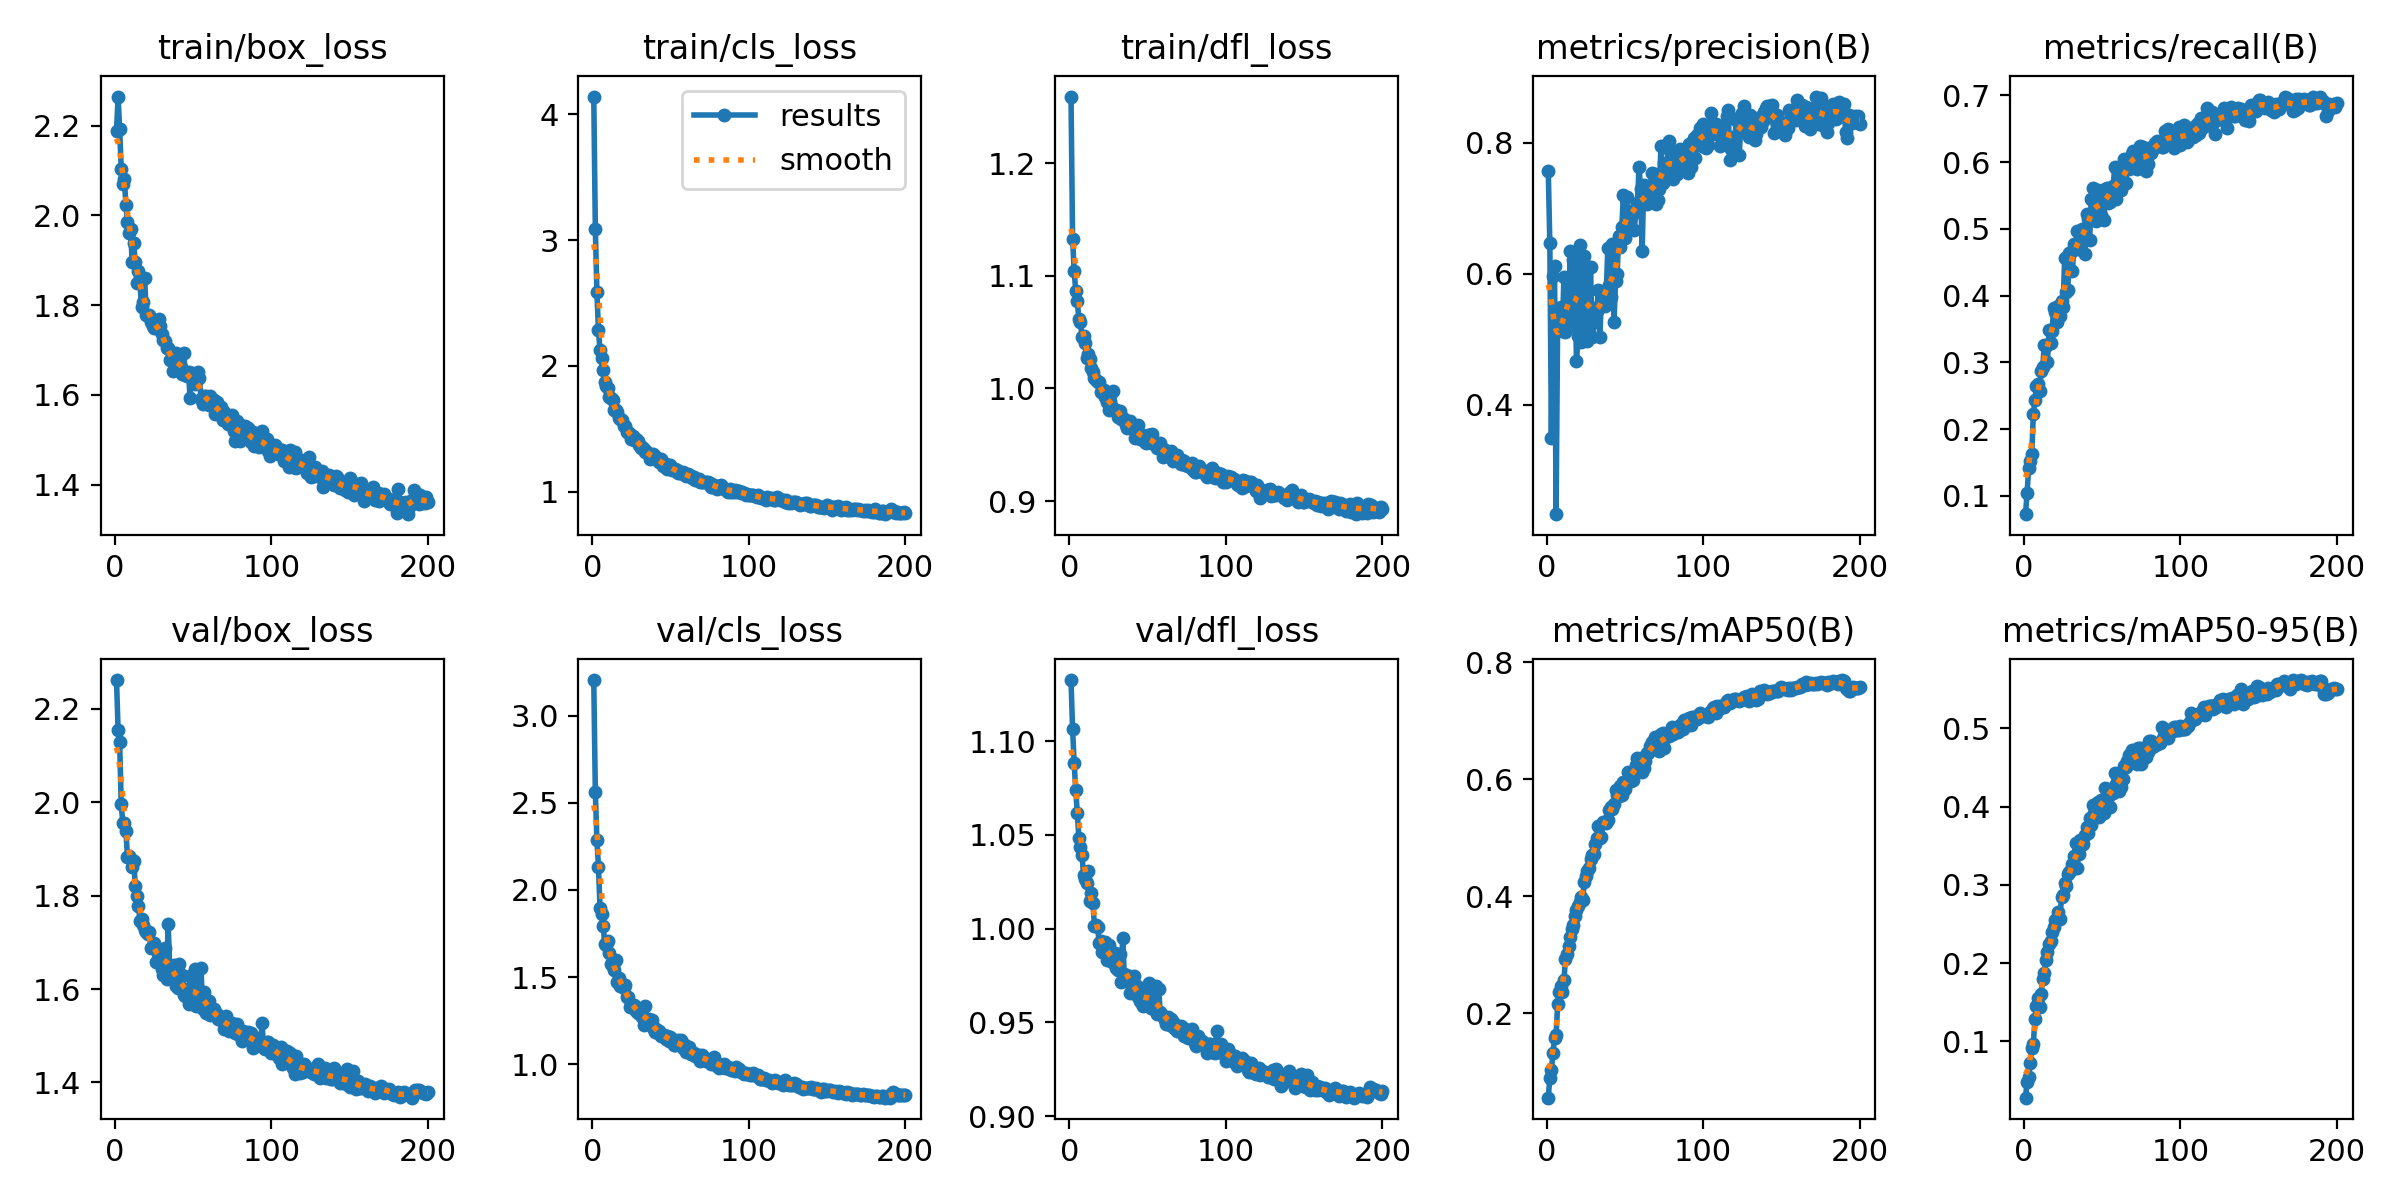 train/box_loss
2.2
2.0
1.8
1.6
1.4
0 100 200
train/cls_loss
results
smooth
4
3
2
1
0 100 200
train/dfl_loss
1.2
1.1
1.0
0.9
0 100 200
metrics/precision(B)
0.8
0.6
0.4
0 100 200
metrics/recall(B)
0.7
0.6
0.5
0.4
0.3
0.2
0.1
0 100 200
val/box_loss
2.2
2.0
1.8
1.6
1.4
0 100 200
val/cls_loss
3.0
2.5
2.0
1.5
1.0
0 100 200
val/dfl_loss
1.10
1.05
1.00
0.95
0.90
0 100 200
metrics/mAP50(B)
0.8
0.6
0.4
0.2
0 100 200
metrics/mAP50-95(B)
0.5
0.4
0.3
0.2
0.1
0 100 200